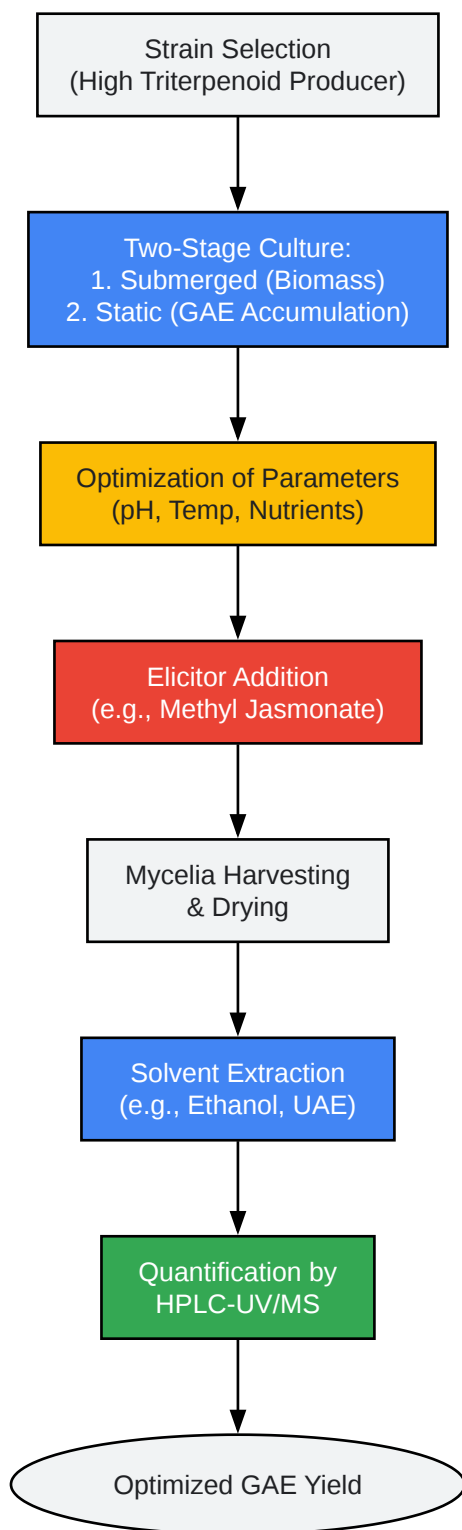 Strain Selection
(High Triterpenoid Producer)
Two-Stage Culture:
1. Submerged (Biomass)
2. Static (GAE Accumulation)
Optimization of Parameters
(pH, Temp, Nutrients)
Elicitor Addition
(e.g., Methyl Jasmonate)
Mycelia Harvesting
& Drying
Solvent Extraction
(e.g., Ethanol, UAE)
Quantification by
HPLC-UV/MS
Optimized GAE Yield